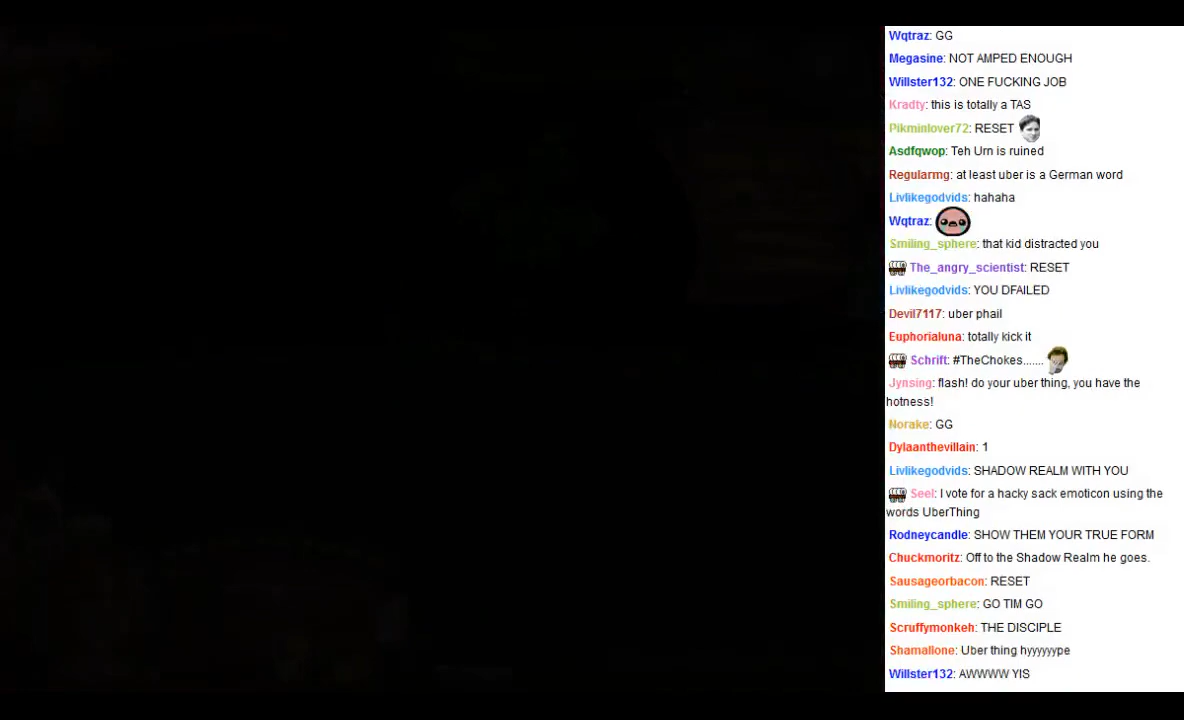 Wqtraz: GG
Megasine: NOT AMPED ENOUGH
Willster132: ONE FUCKING JOB
Kradty: this is totally a TAS
Pikminlover72: RESET
Asdfqwop: Teh Urn is ruined
Regularmg: at least uber is a German word
Livlikegodvids: hahaha
Wqtraz:
Smiling_sphere: that kid distracted you
The_angry_scientist: RESET
Livlikegodvids: YOU DFAILED
Devil7117: uber phail
Euphorialuna: totally kick it
Schrift: #TheChokes.......
Jynsing: flash! do your uber thing, you have the
hotness!
Norake: GG
Dylaanthevillain: 1
Livlikegodvids: SHADOW REALM WITH YOU
Seel: I vote for a hacky sack emoticon using the
words UberThing
Rodneycandle: SHOW THEM YOUR TRUE FORM
Chuckmoritz: Off to the Shadow Realm he goes.
Sausageorbacon: RESET
Smiling_sphere: GO TIM GO
Scruffymonkeh: THE DISCIPLE
Shamallone: Uber thing hyyyyype
Willster132: AWWWW YIS